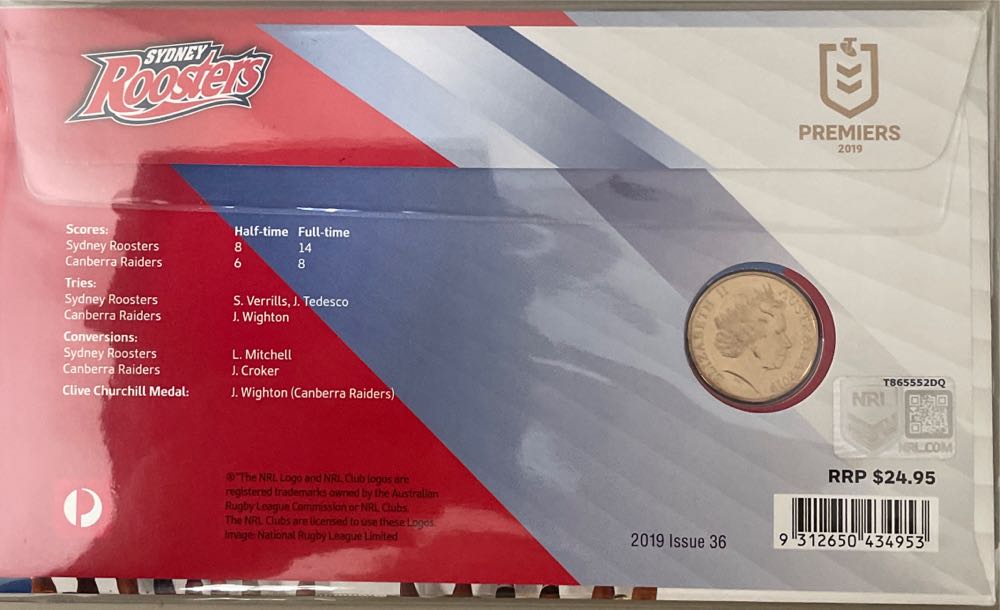 SYDNEY
Roosters
PREMIERS
2019
Scores: Half-time Full-time
Sydney Roosters 8 14
Canberra Raiders 6 8
Tries:
Sydney Roosters S. Verrills, J. Tedesco
Canberra Raiders J. Wighton
Conversions:
Sydney Roosters L. Mitchell
Canberra Raiders J. Croker
Clive Churchill Medal: J. Wighton (Canberra Raiders)
ELIZABETH II AUSTRALIA 2019
T865552DQ
NRL
NRL.COM
RRP $24.95
®™The NRL Logo and NRL Club logos are
registered trademarks owned by the Australian
Rugby League Commission or NRL Clubs.
The NRL Clubs are licensed to use these Logos.
Image: National Rugby League Limited
2019 Issue 36
9 312650 434953